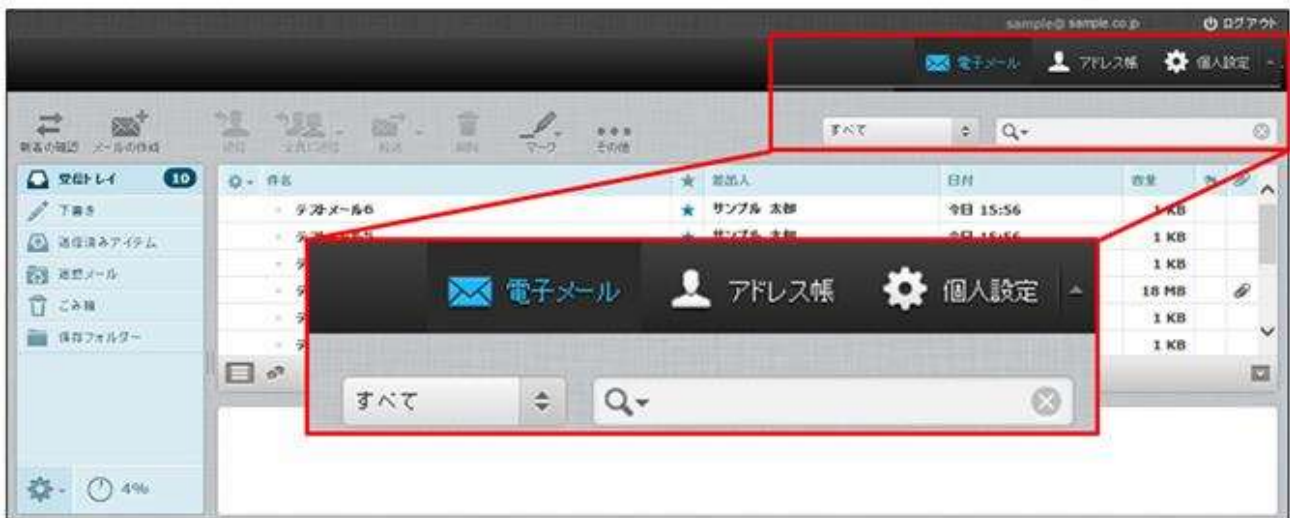 sample@sample.co.jp ログアウト
電子メール アドレス帳 個人設定
新着の確認 メールの作成 返信 全員に返信 転送 削除 マーク その他
すべて
受信トレイ 10
下書き
送信済みアイテム
迷惑メール
ごみ箱
保存フォルダー
4%
件名 差出人 日付 容量
テストメール6 サンプル 太郎 今日 15:56 1 KB
1 KB
1 KB
18 MB
1 KB
1 KB
電子メール アドレス帳 個人設定
すべて